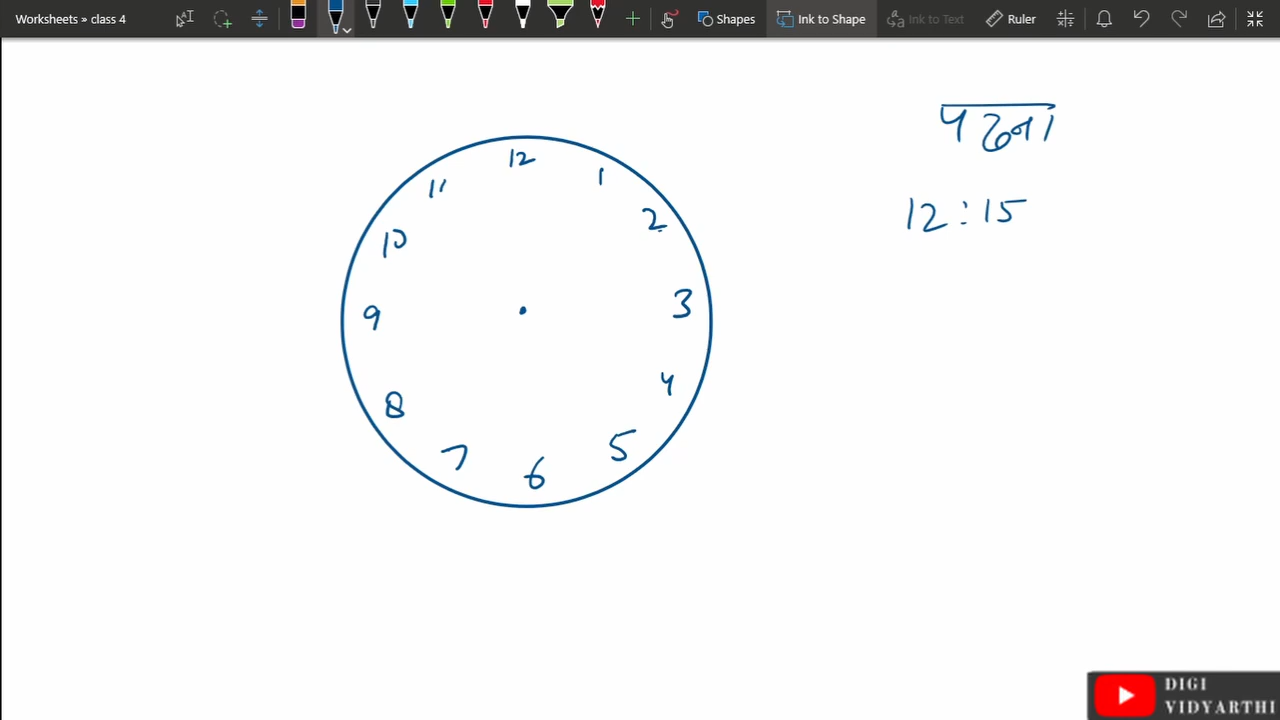 Worksheets » class 4
Shapes
Ink to Shape
Ink to Text
Ruler
पढना
12:15
12
11
1
10
2
9
3
8
4
7
5
6
DIGI
VIDYARTHI